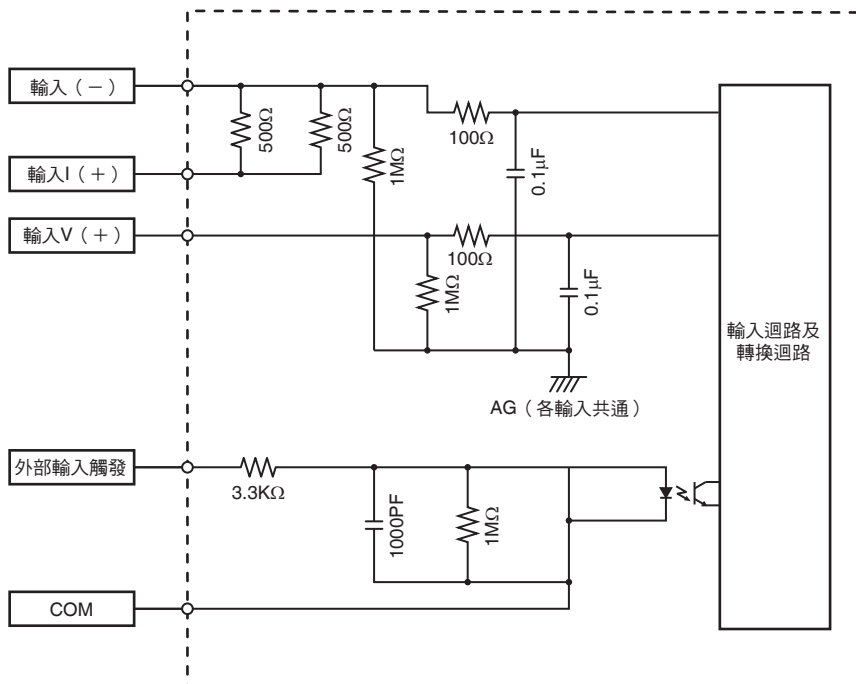 輸入（－）
500Ω
500Ω
1MΩ
100Ω
0.1μF
輸入I（＋）
輸入V（＋）
100Ω
1MΩ
0.1μF
輸入迴路及
轉換迴路
AG（各輸入共通）
外部輸入觸發
3.3KΩ
1000PF
1MΩ
COM